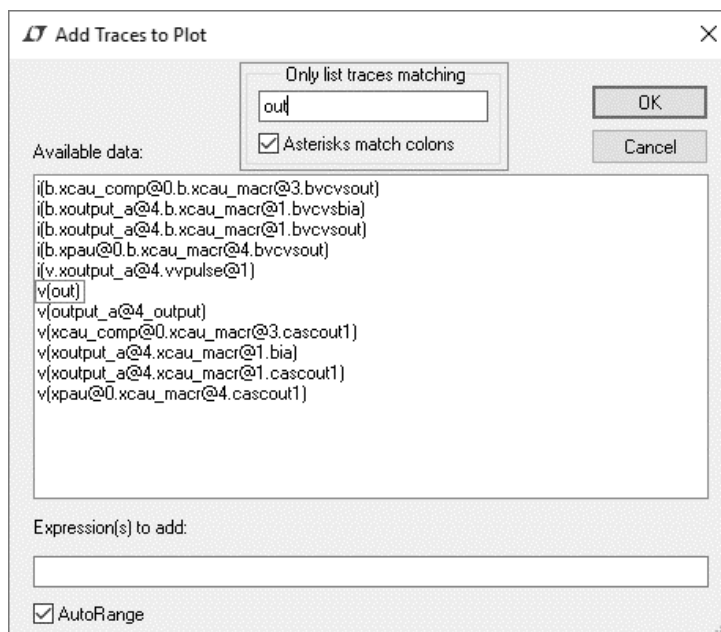 Add Traces to Plot
Only list traces matching
out
Asterisks match colons
OK
Cancel
Available data:
i(b.xcau_comp@0.b.xcau_macr@3.bvcvsout)
i(b.xoutput_a@4.b.xcau_macr@1.bvcvsbia)
i(b.xoutput_a@4.b.xcau_macr@1.bvcvsout)
i(b.xpau@0.b.xcau_macr@4.bvcvsout)
i(v.xoutput_a@4.vvpulse@1)
v(out)
v(output_a@4_output)
v(xcau_comp@0.xcau_macr@3.cascout1)
v(xoutput_a@4.xcau_macr@1.bia)
v(xoutput_a@4.xcau_macr@1.cascout1)
v(xpau@0.xcau_macr@4.cascout1)
Expression(s) to add:
AutoRange